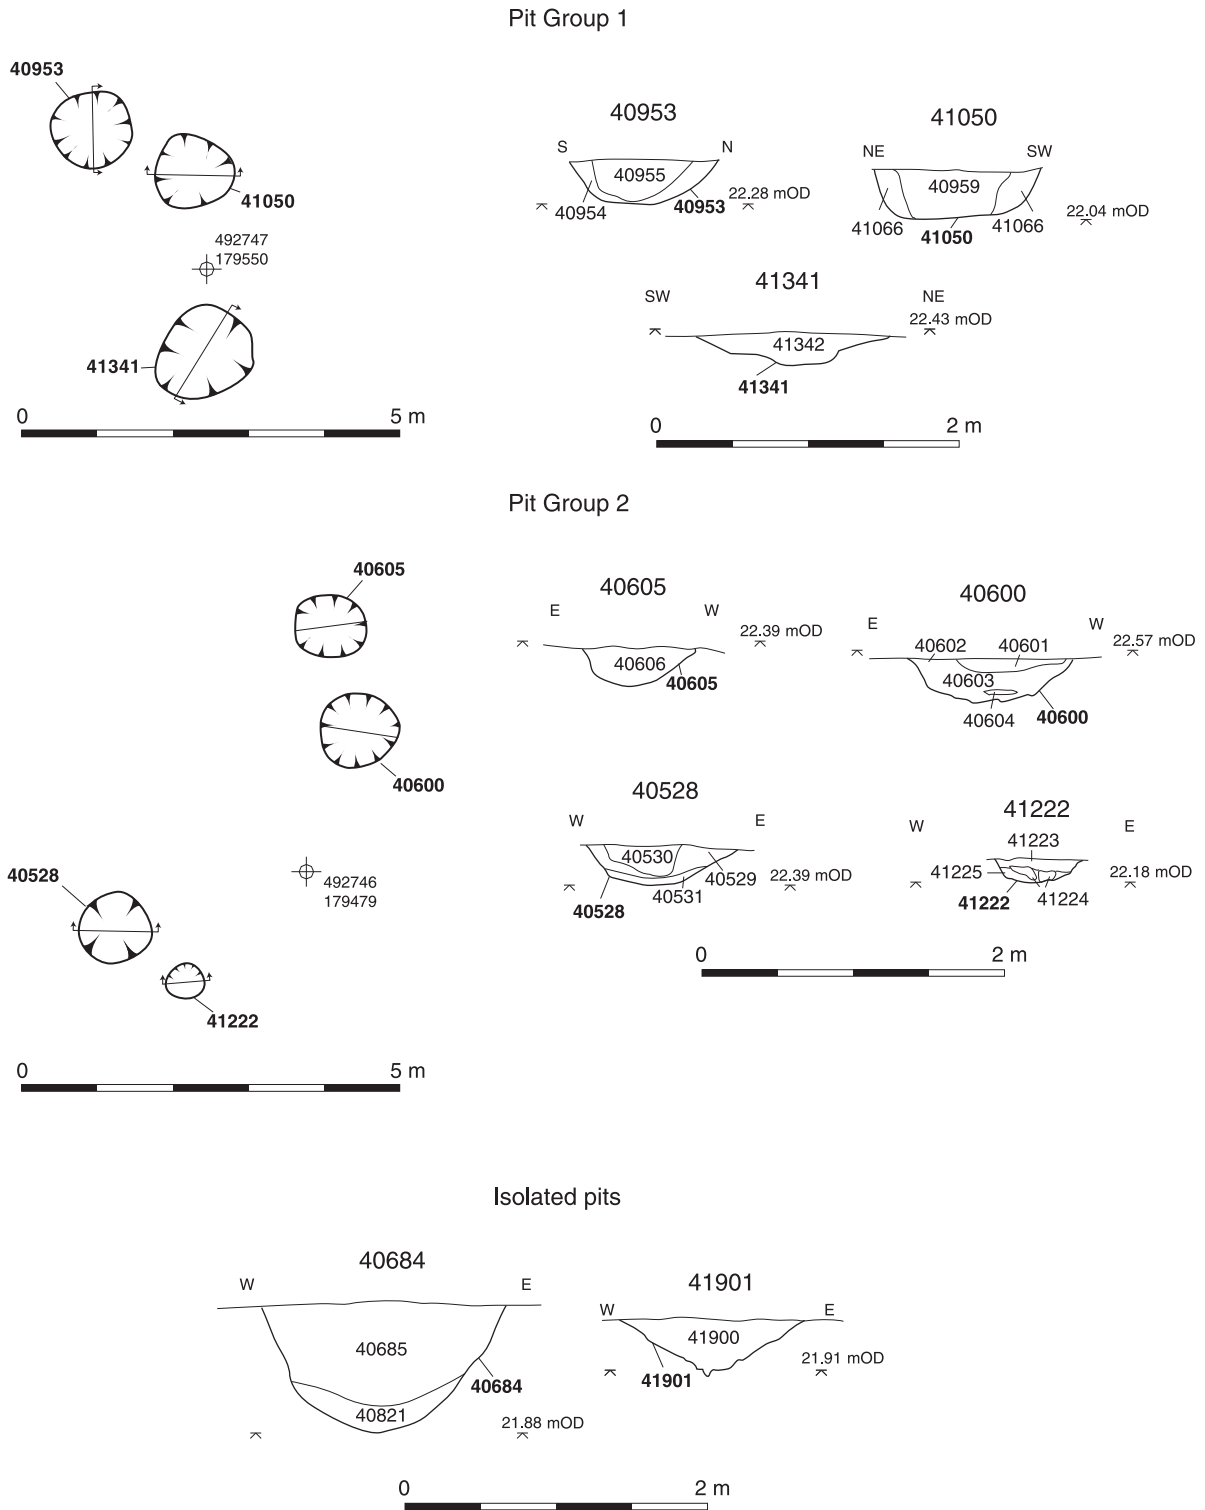 Pit Group 1
40953
41050
492747
179550
41341
0 5 m
40953
S N
40955
40954
40953
22.28 mOD
41050
NE SW
40959
41066 41066
41050
22.04 mOD
41341
SW NE
22.43 mOD
41342
41341
0 2 m
Pit Group 2
40605
40600
492746
179479
40528
41222
0 5 m
40605
E W
22.39 mOD
40606
40605
40600
E W
22.57 mOD
40602 40601
40603
40604 40600
40528
W E
40530
40529
22.39 mOD
40531
40528
41222
W E
41223
41225
22.18 mOD
41222 41224
0 2 m
Isolated pits
40684
W E
40685
40684
40821
21.88 mOD
41901
W E
41900
21.91 mOD
41901
0 2 m